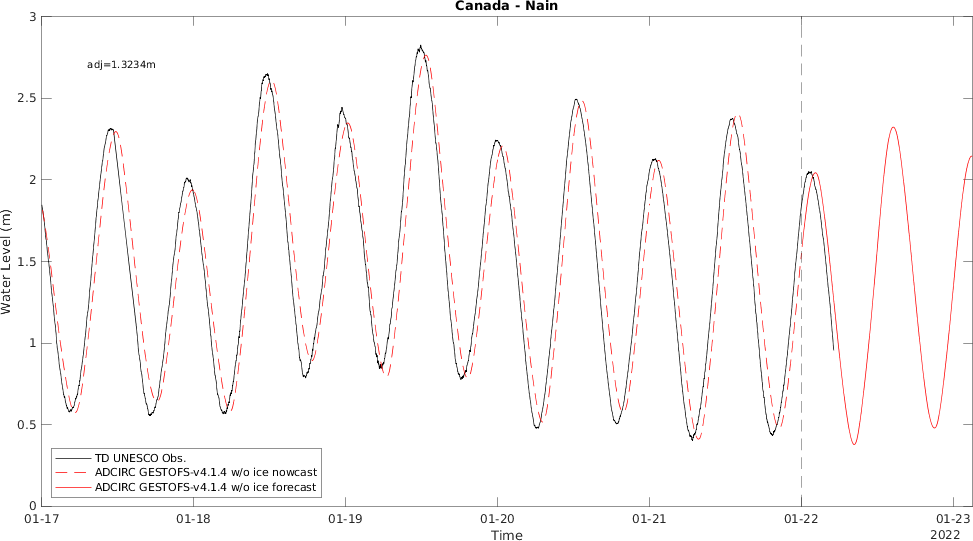 Canada - Nain
3
adj=1.3234m
2.5
2
1.5
1
0.5
0
Water Level (m)
TD UNESCO Obs.
ADCIRC GESTOFS-v4.1.4 w/o ice nowcast
ADCIRC GESTOFS-v4.1.4 w/o ice forecast
01-17 01-18 01-19 01-20 01-21 01-22 01-23
Time
2022